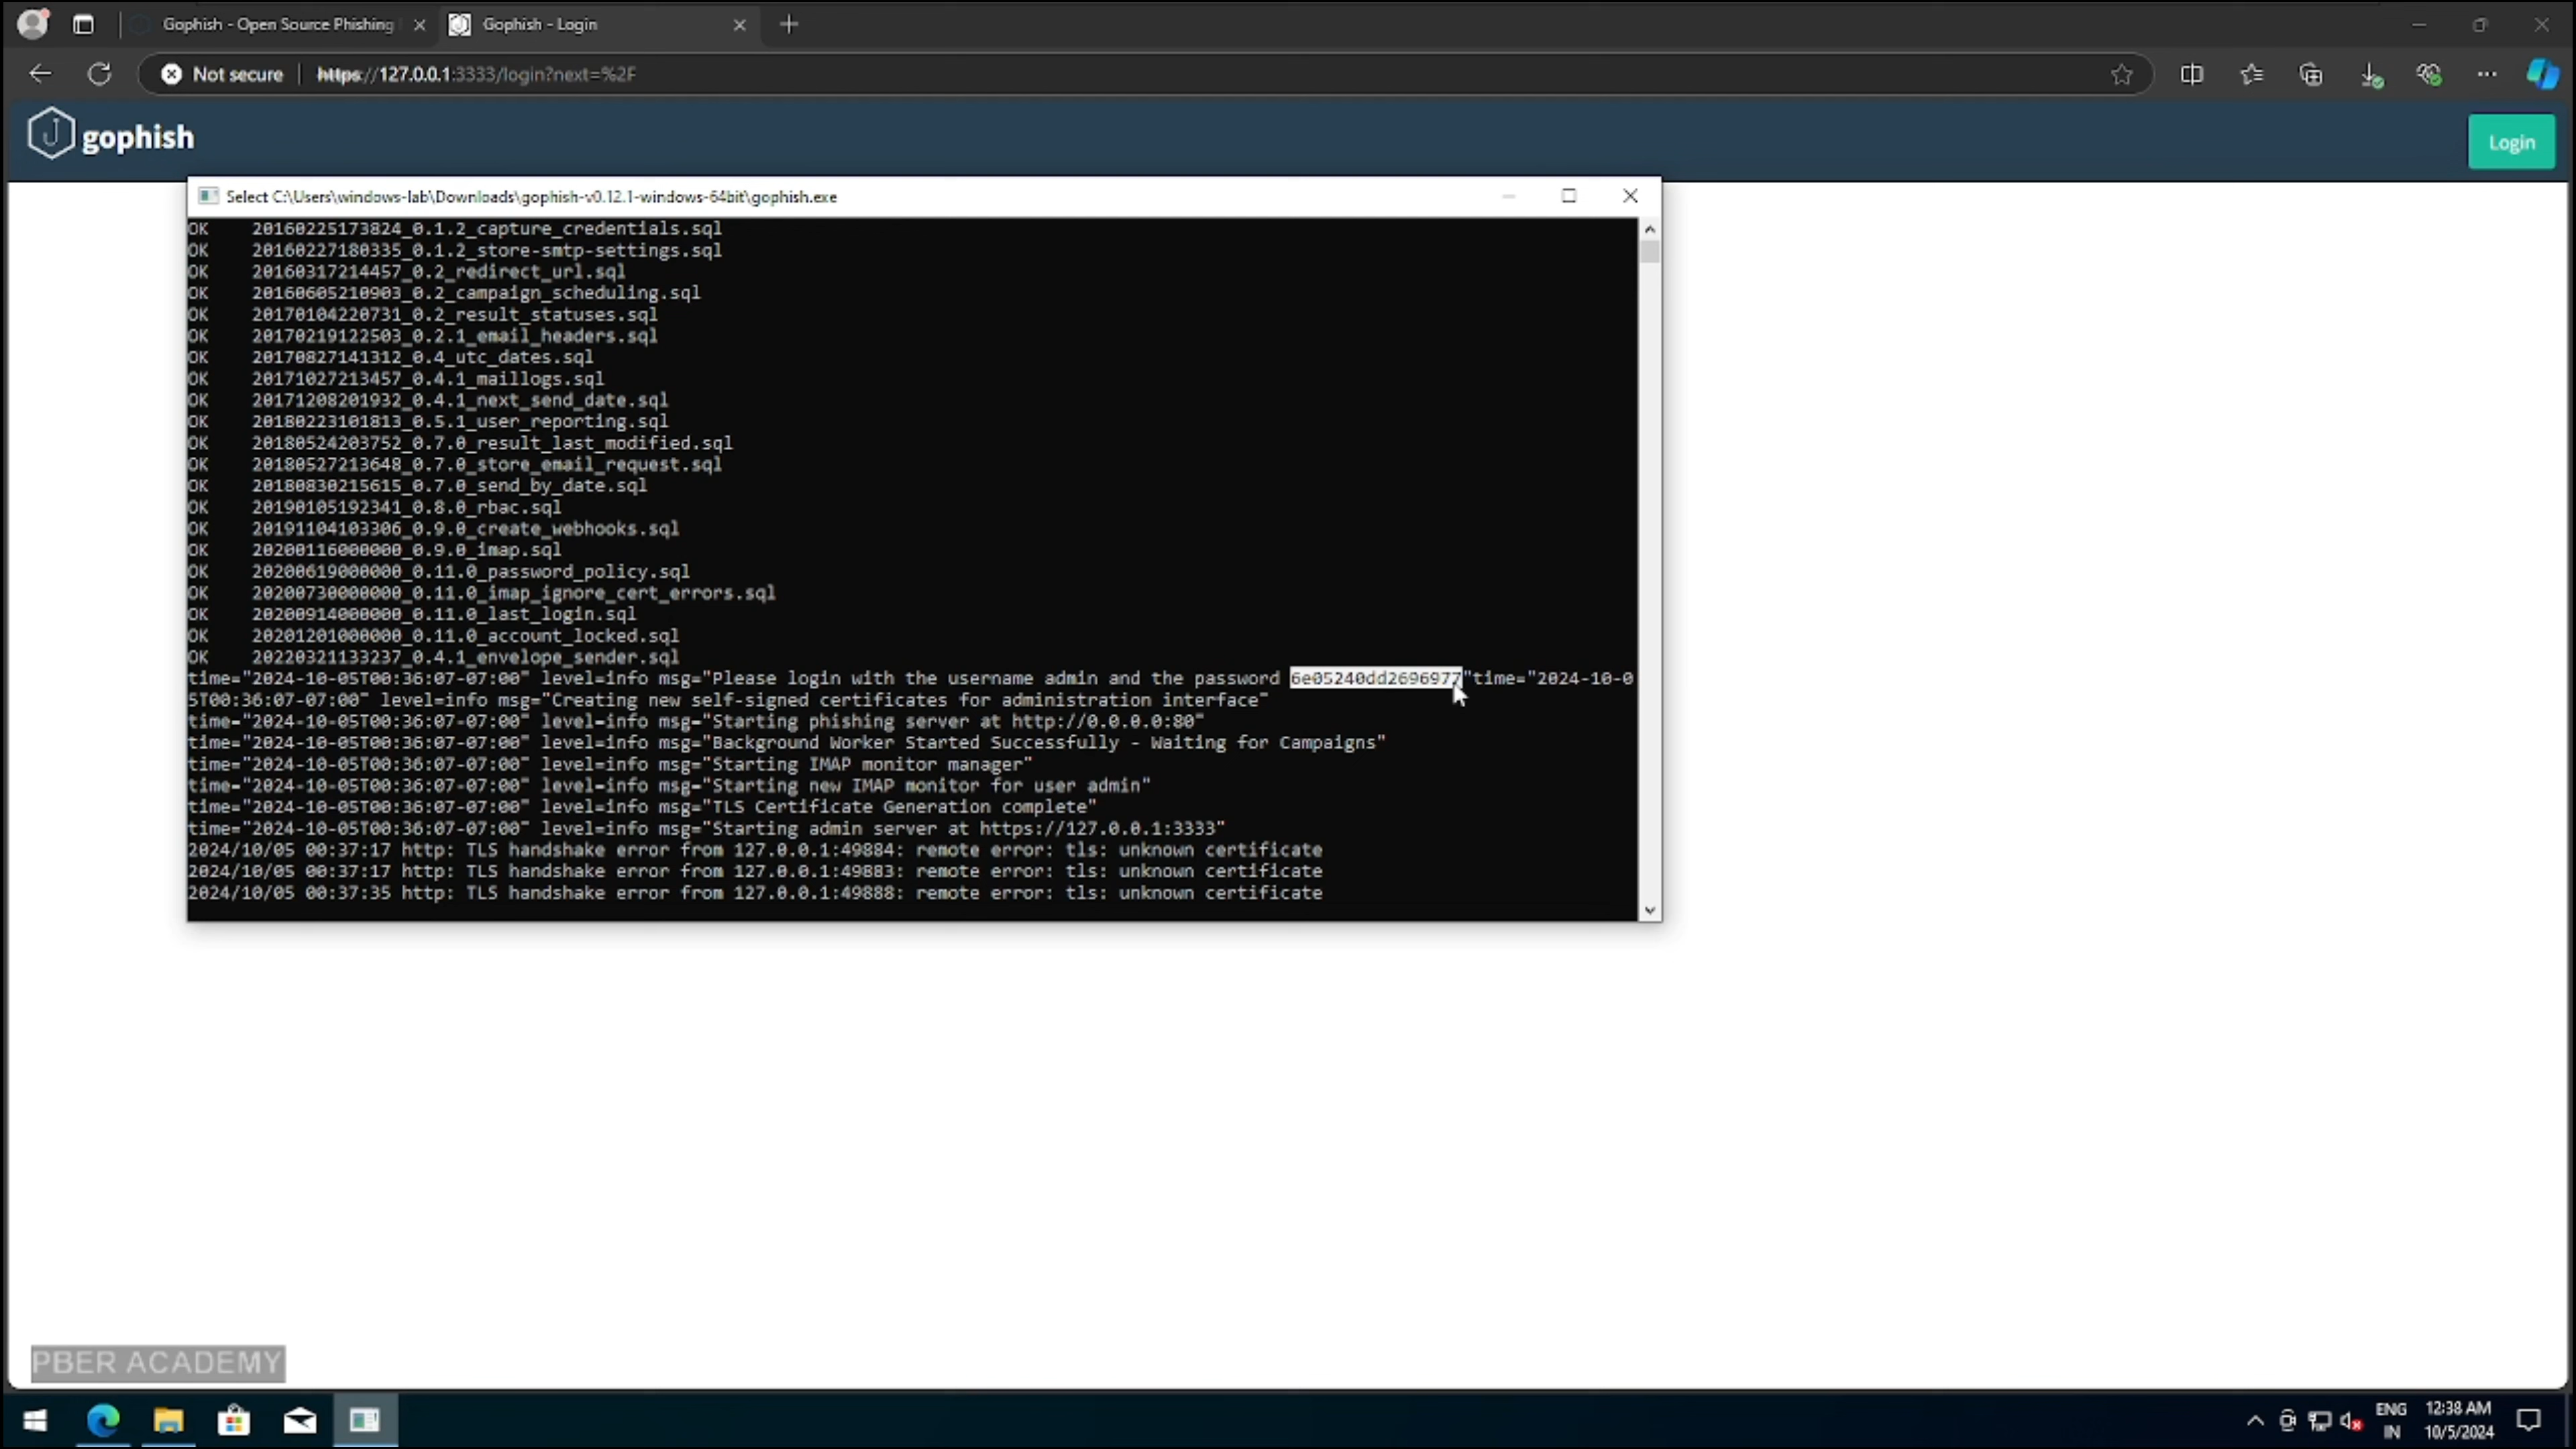 Gophish - Open Source Phishing
Gophish - Login
Not secure
https://127.0.0.1:3333/login?next=%2F
gophish
Login
Select C:\Users\windows-lab\Downloads\gophish-v0.12.1-windows-64bit\gophish.exe
OK    20160225173824_0.1.2_capture_credentials.sql
OK    20160227180335_0.1.2_store-smtp-settings.sql
OK    20160317214457_0.2_redirect_url.sql
OK    20160605210903_0.2_campaign_scheduling.sql
OK    20170104220731_0.2_result_statuses.sql
OK    20170219122503_0.2.1_email_headers.sql
OK    20170827141312_0.4_utc_dates.sql
OK    20171027213457_0.4.1_maillogs.sql
OK    20171208201932_0.4.1_next_send_date.sql
OK    20180223101813_0.5.1_user_reporting.sql
OK    20180524203752_0.7.0_result_last_modified.sql
OK    20180527213648_0.7.0_store_email_request.sql
OK    20180830215615_0.7.0_send_by_date.sql
OK    20190105192341_0.8.0_rbac.sql
OK    20191104103306_0.9.0_create_webhooks.sql
OK    20200116000000_0.9.0_imap.sql
OK    20200619000000_0.11.0_password_policy.sql
OK    20200730000000_0.11.0_imap_ignore_cert_errors.sql
OK    20200914000000_0.11.0_last_login.sql
OK    20201201000000_0.11.0_account_locked.sql
OK    20220321133237_0.4.1_envelope_sender.sql
time="2024-10-05T00:36:07-07:00" level=info msg="Please login with the username admin and the password 6e05240dd2696977"time="2024-10-0
5T00:36:07-07:00" level=info msg="Creating new self-signed certificates for administration interface"
time="2024-10-05T00:36:07-07:00" level=info msg="Starting phishing server at http://0.0.0.0:80"
time="2024-10-05T00:36:07-07:00" level=info msg="Background Worker Started Successfully - Waiting for Campaigns"
time="2024-10-05T00:36:07-07:00" level=info msg="Starting IMAP monitor manager"
time="2024-10-05T00:36:07-07:00" level=info msg="Starting new IMAP monitor for user admin"
time="2024-10-05T00:36:07-07:00" level=info msg="TLS Certificate Generation complete"
time="2024-10-05T00:36:07-07:00" level=info msg="Starting admin server at https://127.0.0.1:3333"
2024/10/05 00:37:17 http: TLS handshake error from 127.0.0.1:49884: remote error: tls: unknown certificate
2024/10/05 00:37:17 http: TLS handshake error from 127.0.0.1:49883: remote error: tls: unknown certificate
2024/10/05 00:37:35 http: TLS handshake error from 127.0.0.1:49888: remote error: tls: unknown certificate
PBER ACADEMY
ENG
IN
12:38 AM
10/5/2024